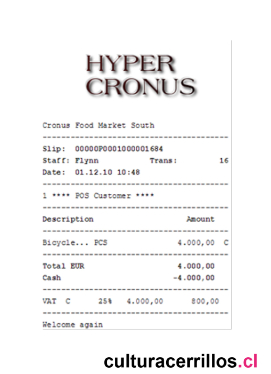 HYPER
CRONUS
Cronus Food Market South
Slip: 00000P0001000001684
Staff: Flynn Trans: 16
Date: 01.12.10 10:48
1 **** POS Customer ****
Description Amount
Bicycle... PCS 4.000,00 C
Total EUR 4.000,00
Cash -4.000,00
VAT C 25% 4.000,00 800,00
Welcome again
culturacerrillos.cl